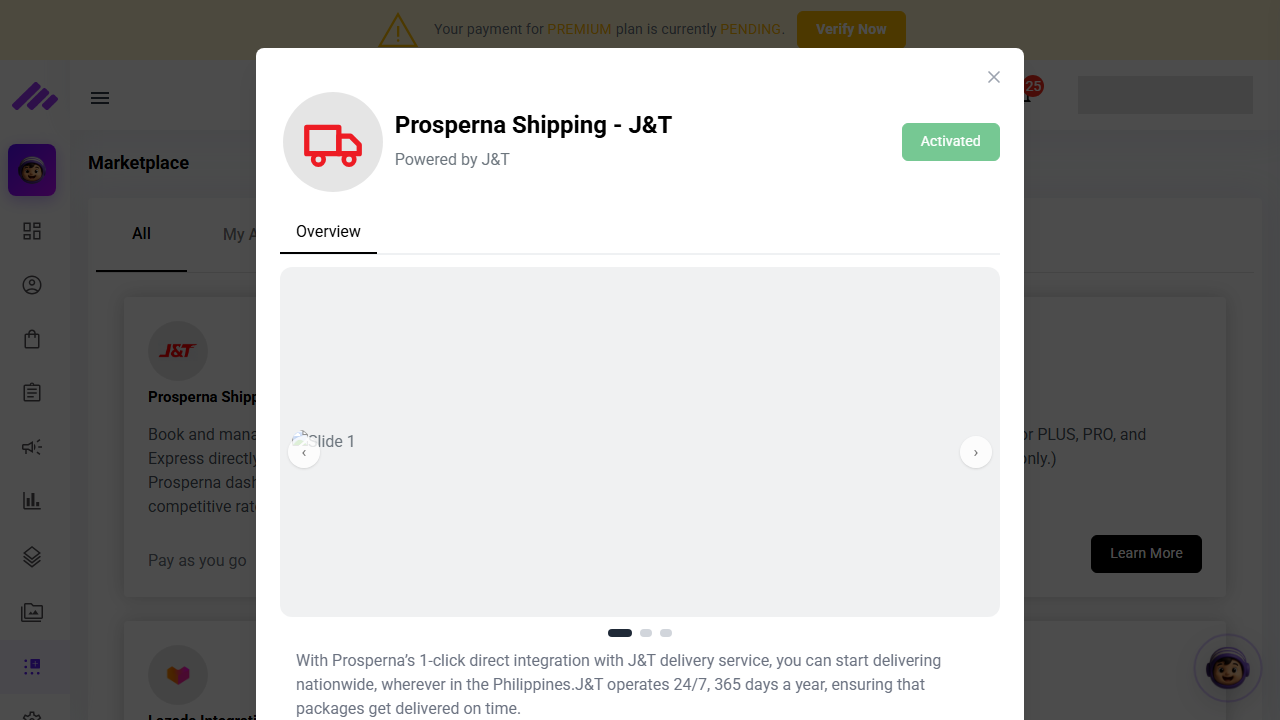 Your payment for PREMIUM plan is currently PENDING. Verify Now
25
Prosperna Shipping - J&T
Powered by J&T
Activated
Marketplace
Overview
All
My A
J&T
Prosperna Shipp
Book and mana
Express directly
Prosperna dash
competitive rat
Pay as you go
Slide 1
‹
›
or PLUS, PRO, and
only.)
Learn More
With Prosperna’s 1-click direct integration with J&T delivery service, you can start delivering
nationwide, wherever in the Philippines.J&T operates 24/7, 365 days a year, ensuring that
packages get delivered on time.